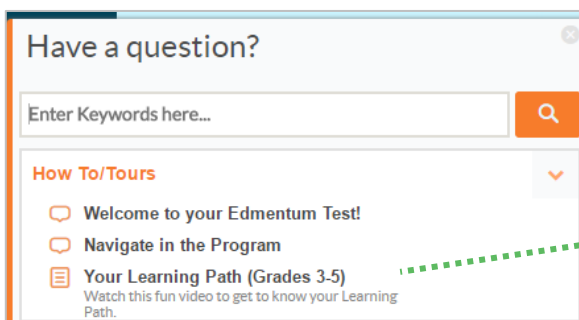 Have a question?
Enter Keywords here...
How To/Tours
Welcome to your Edmentum Test!
Navigate in the Program
Your Learning Path (Grades 3-5)
Watch this fun video to get to know your Learning
Path.